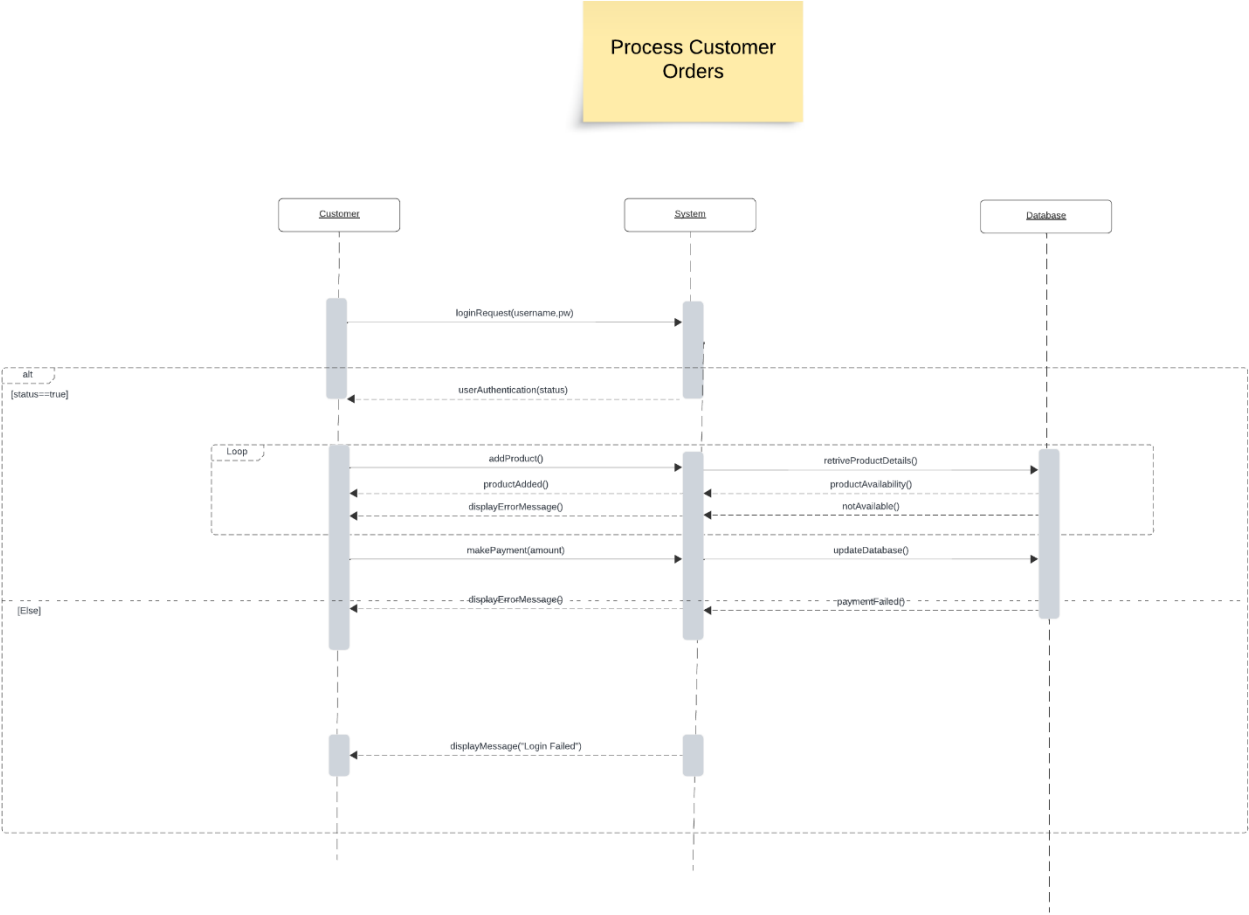 Process Customer
Orders
Customer
System
Database
loginRequest(username,pw)
alt
[status==true]
userAuthentication(status)
Loop
addProduct()
retriveProductDetails()
productAdded()
productAvailability()
displayErrorMessage()
notAvailable()
makePayment(amount)
updateDatabase()
displayErrorMessage()
paymentFailed()
[Else]
displayMessage("Login Failed")